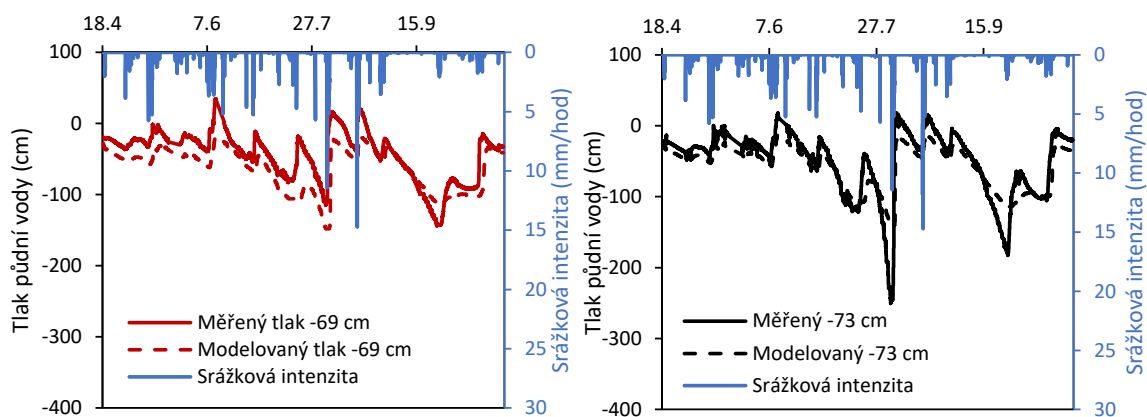 18.4 7.6 27.7 15.9
100
0
-100
-200
-300
-400
Tlak půdní vody (cm)
0
5
10
15
20
25
30
Srážková intenzita (mm/hod)
Měřený tlak -69 cm
Modelovaný tlak -69 cm
Srážková intenzita
18.4 7.6 27.7 15.9
100
0
-100
-200
-300
-400
Tlak půdní vody (cm)
0
5
10
15
20
25
30
Srážková intenzita (mm/hod)
Měřený -73 cm
Modelovaný -73 cm
Srážková intenzita